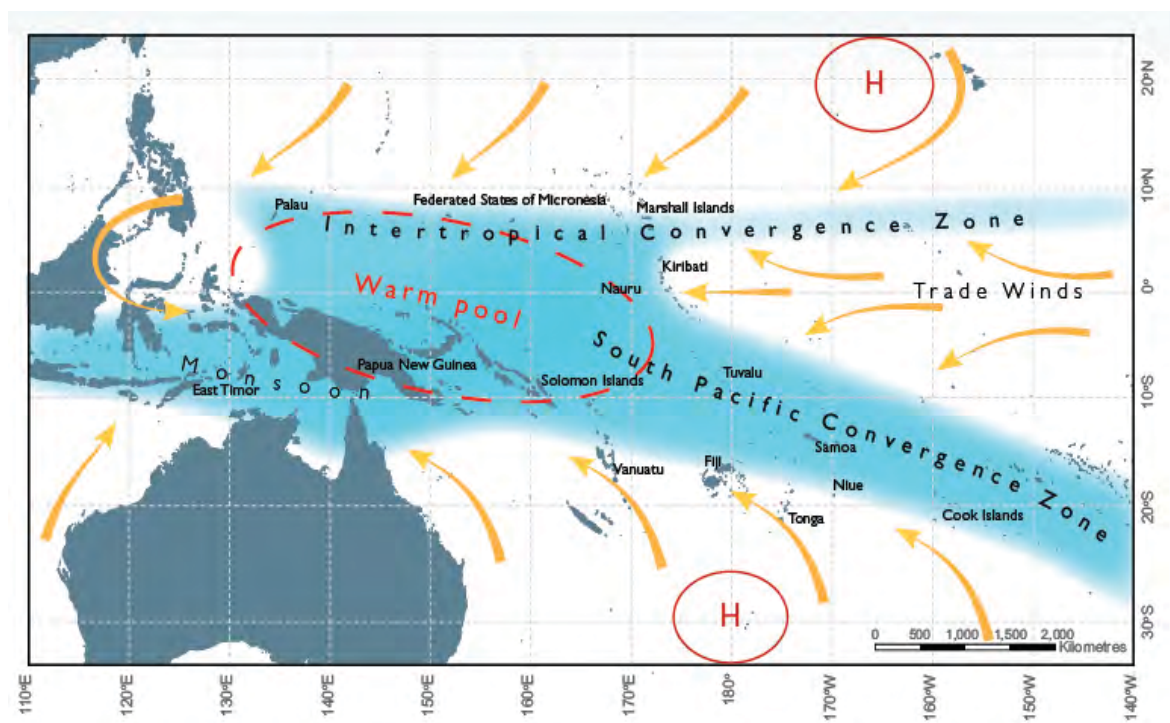 H
20°N
10°N
0°
10°S
20°S
30°S
Palau
Federated States of Micronesia
Marshall Islands
Intertropical Convergence Zone
Kiribati
Nauru
Trade Winds
Warm pool
Monsoon
East Timor
Papua New Guinea
Solomon Islands
South Pacific Convergence Zone
Tuvalu
Samoa
Vanuatu
Fiji
Niue
Tonga
Cook Islands
H
0 500 1,000 1,500 2,000
Kilometres
110°E 120°E 130°E 140°E 150°E 160°E 170°E 180° 170°W 160°W 150°W 140°W